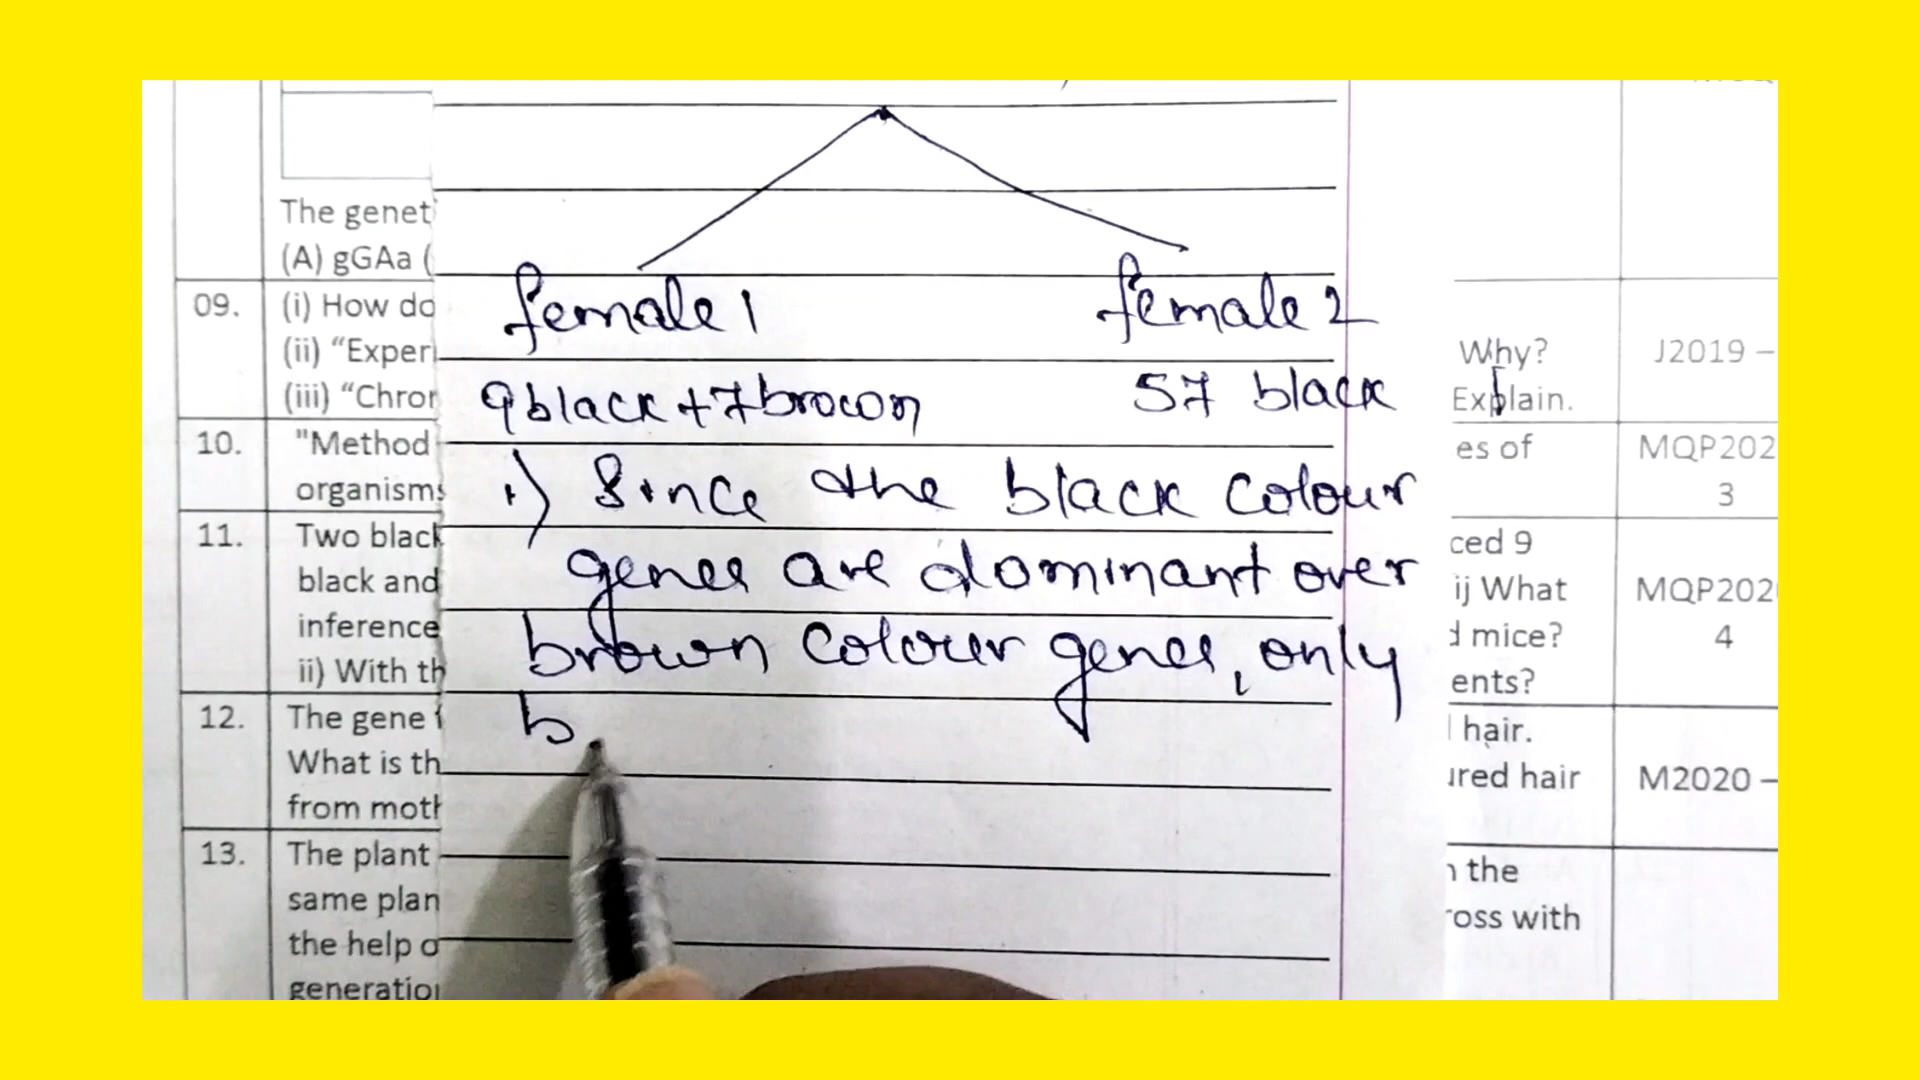 The genet
(A) gGAa (
09.
(i) How do
(ii) “Experi
(iii) “Chror
10.
"Method
organisms
11.
Two black
black and
inference
ii) With th
12.
The gene
What is th
from moth
13.
The plant
same plan
the help o
generation
female 1
female 2
9 black + 7 brown
57 black
i) Since the black colour
genes are dominant over
brown colour genes, only
b
Why?
Explain.
J2019 –
es of
MQP202
3
ced 9
ij What
d mice?
ents?
MQP202
4
hair.
ured hair
M2020 –
n the
ross with